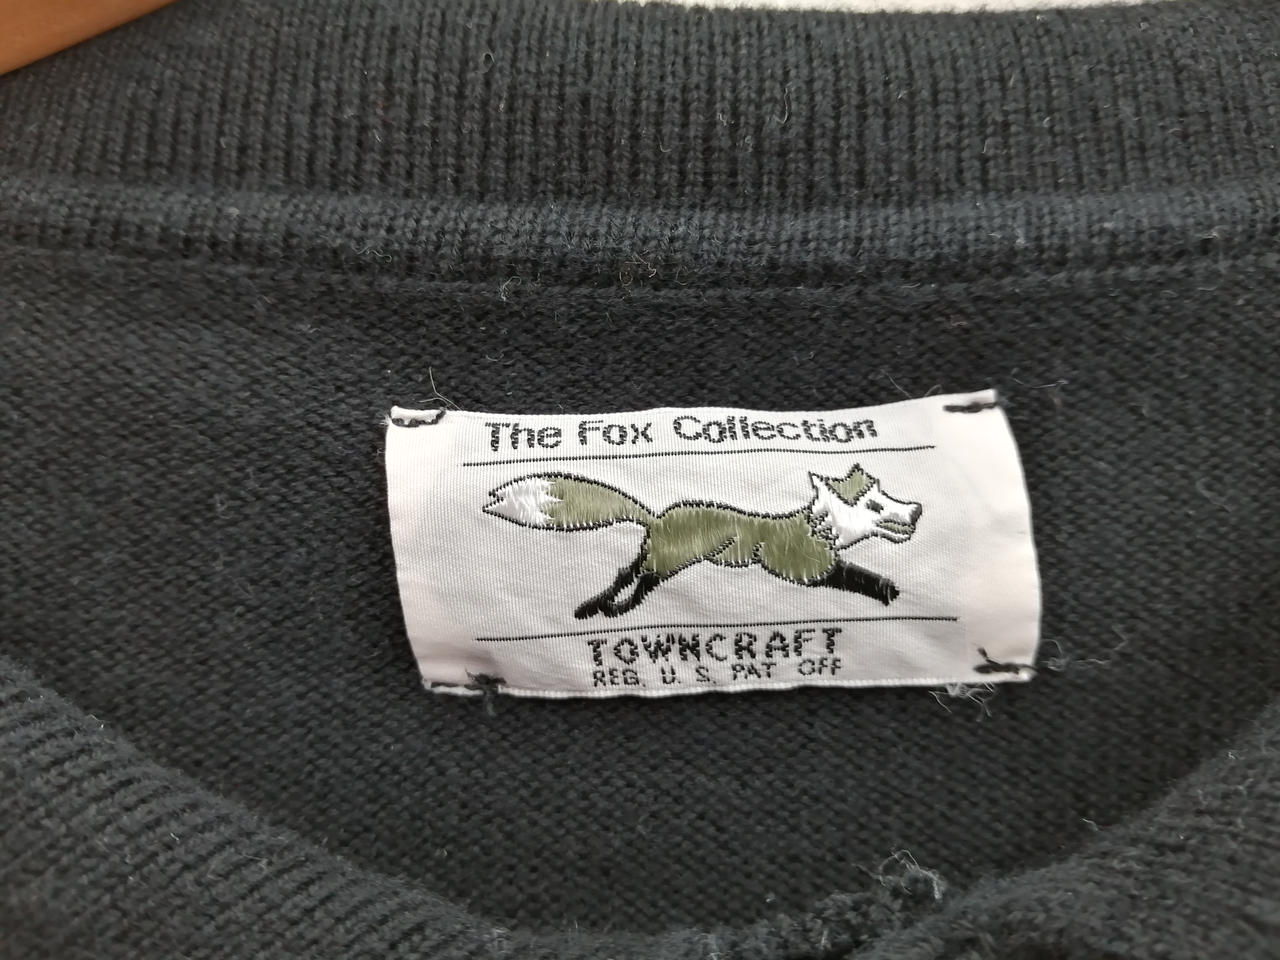 The Fox Collection
TOWNCRAFT
REG. U. S. PAT OFF